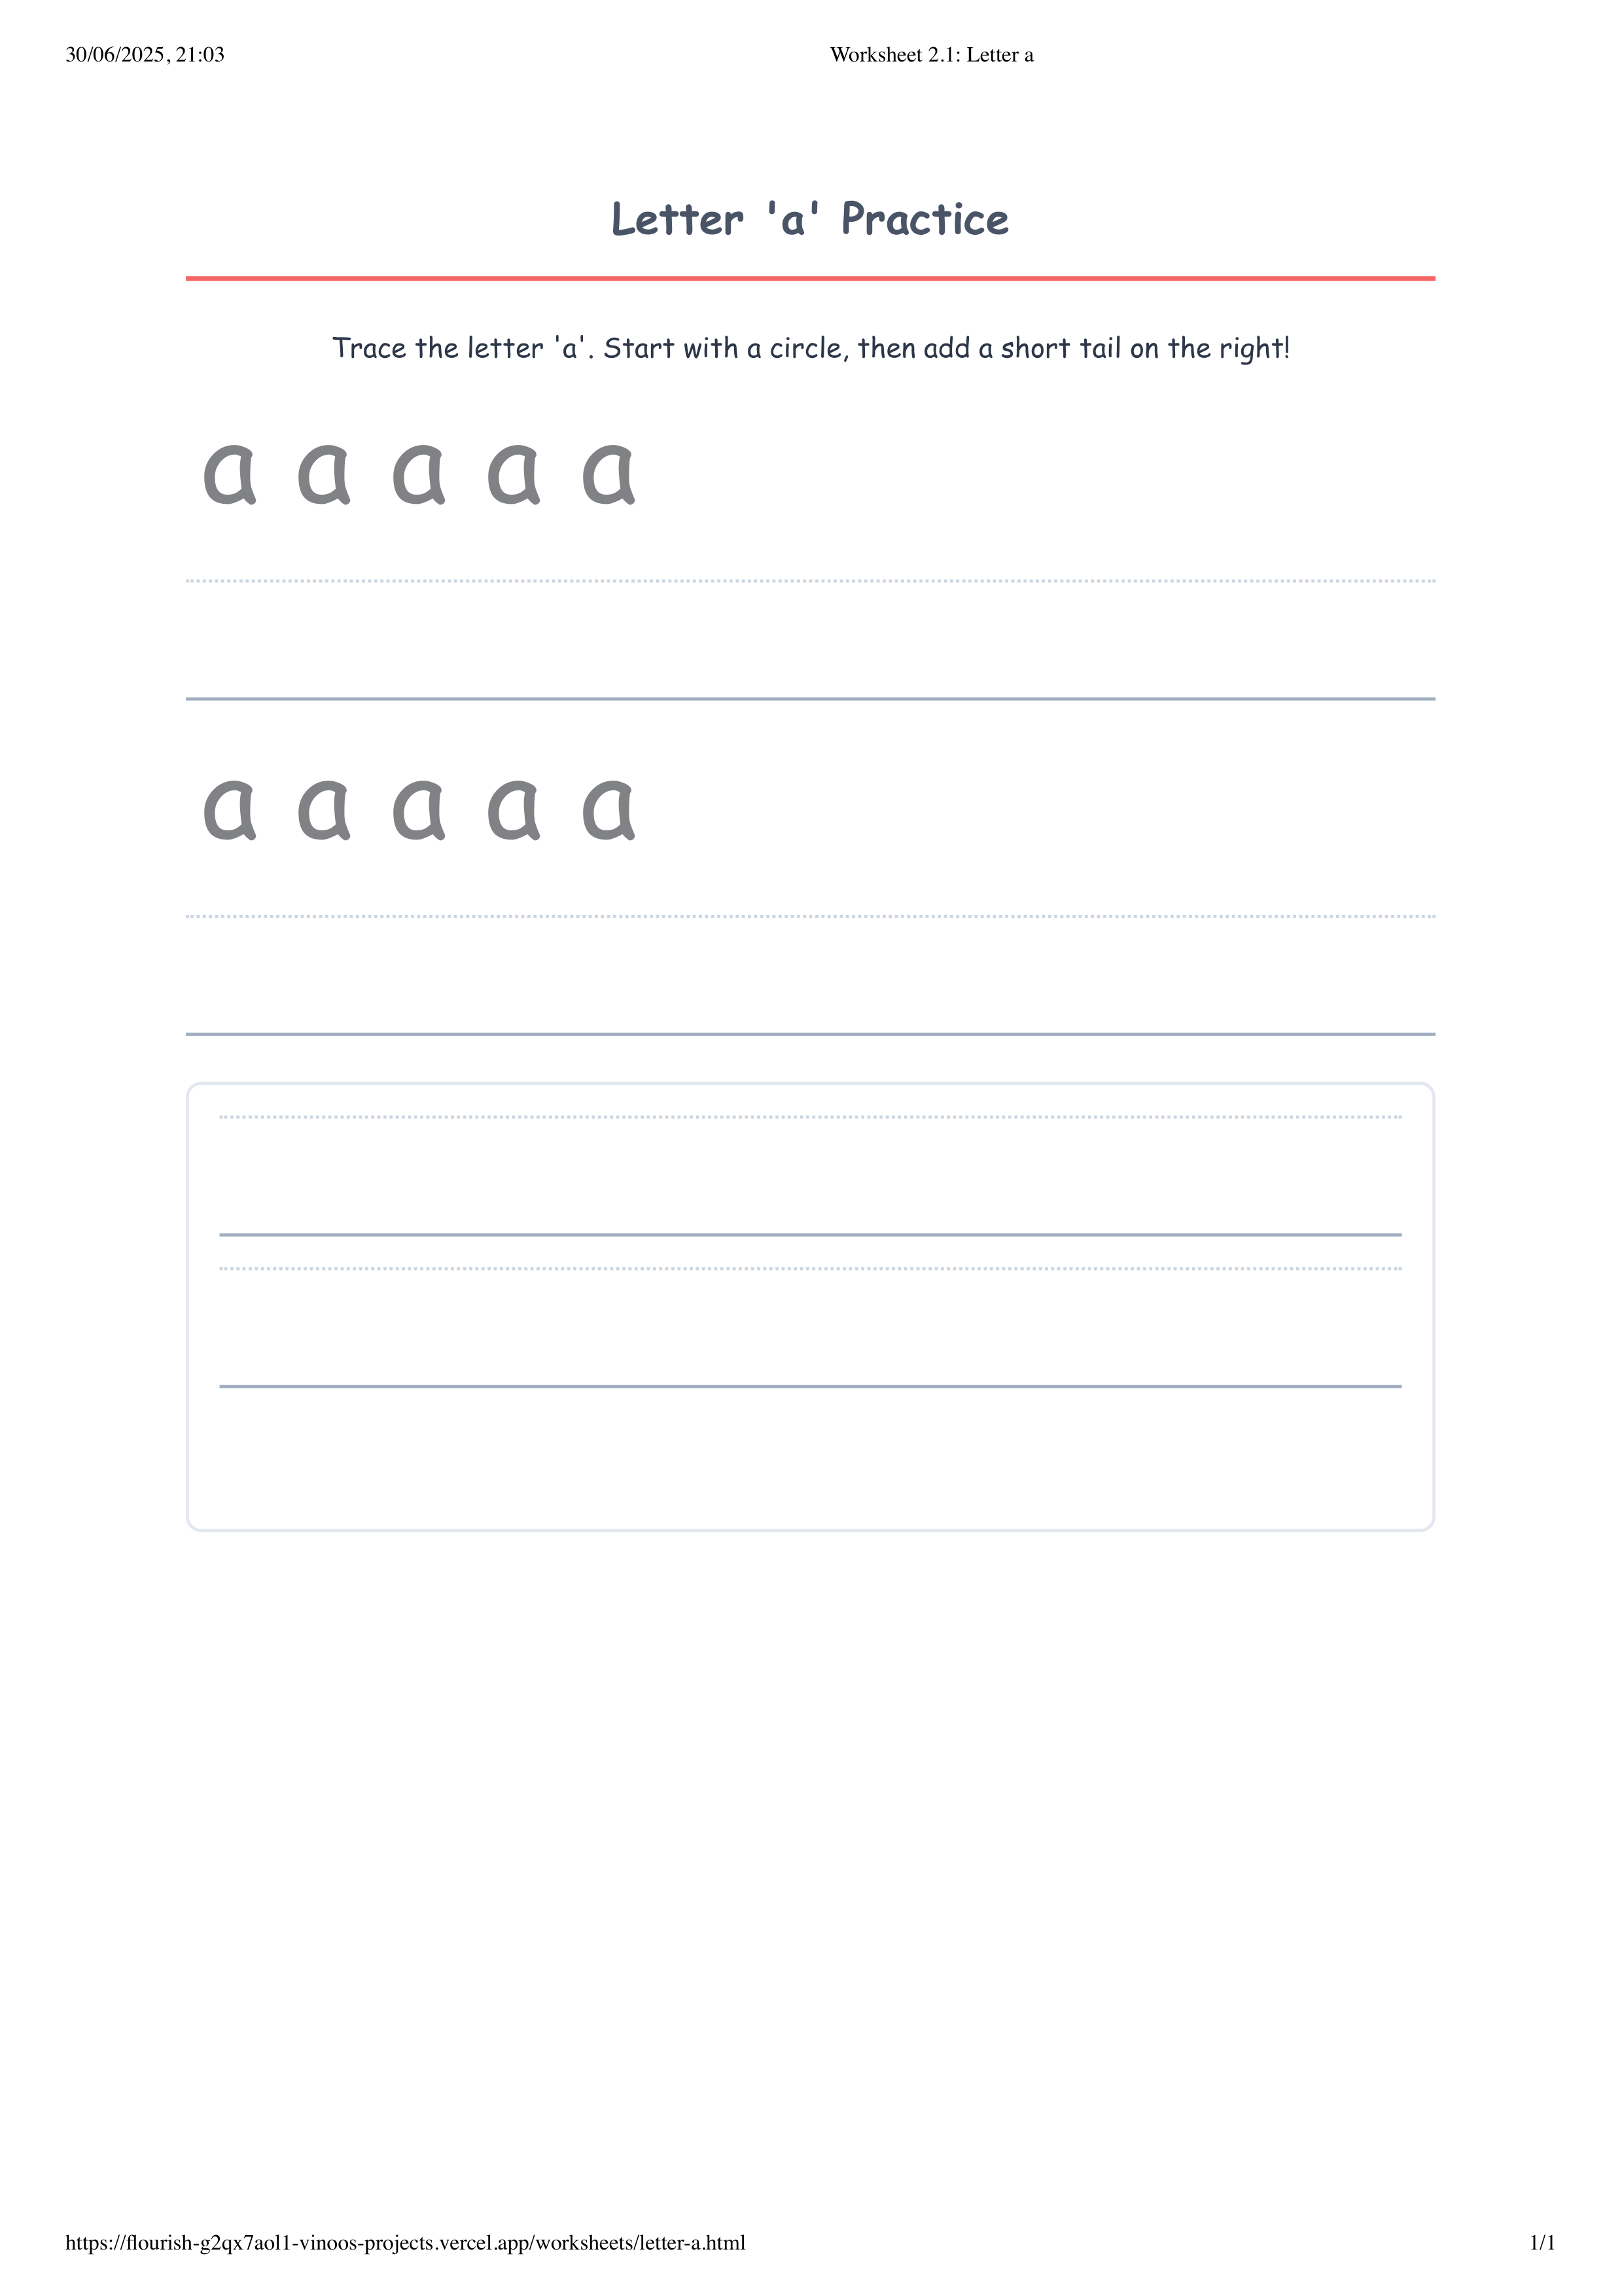 30/06/2025, 21:03 Worksheet 2.1: Letter a
Letter 'a' Practice
Trace the letter 'a'. Start with a circle, then add a short tail on the right!
a a a a a
a a a a a
https://flourish-g2qx7aol1-vinoos-projects.vercel.app/worksheets/letter-a.html 1/1